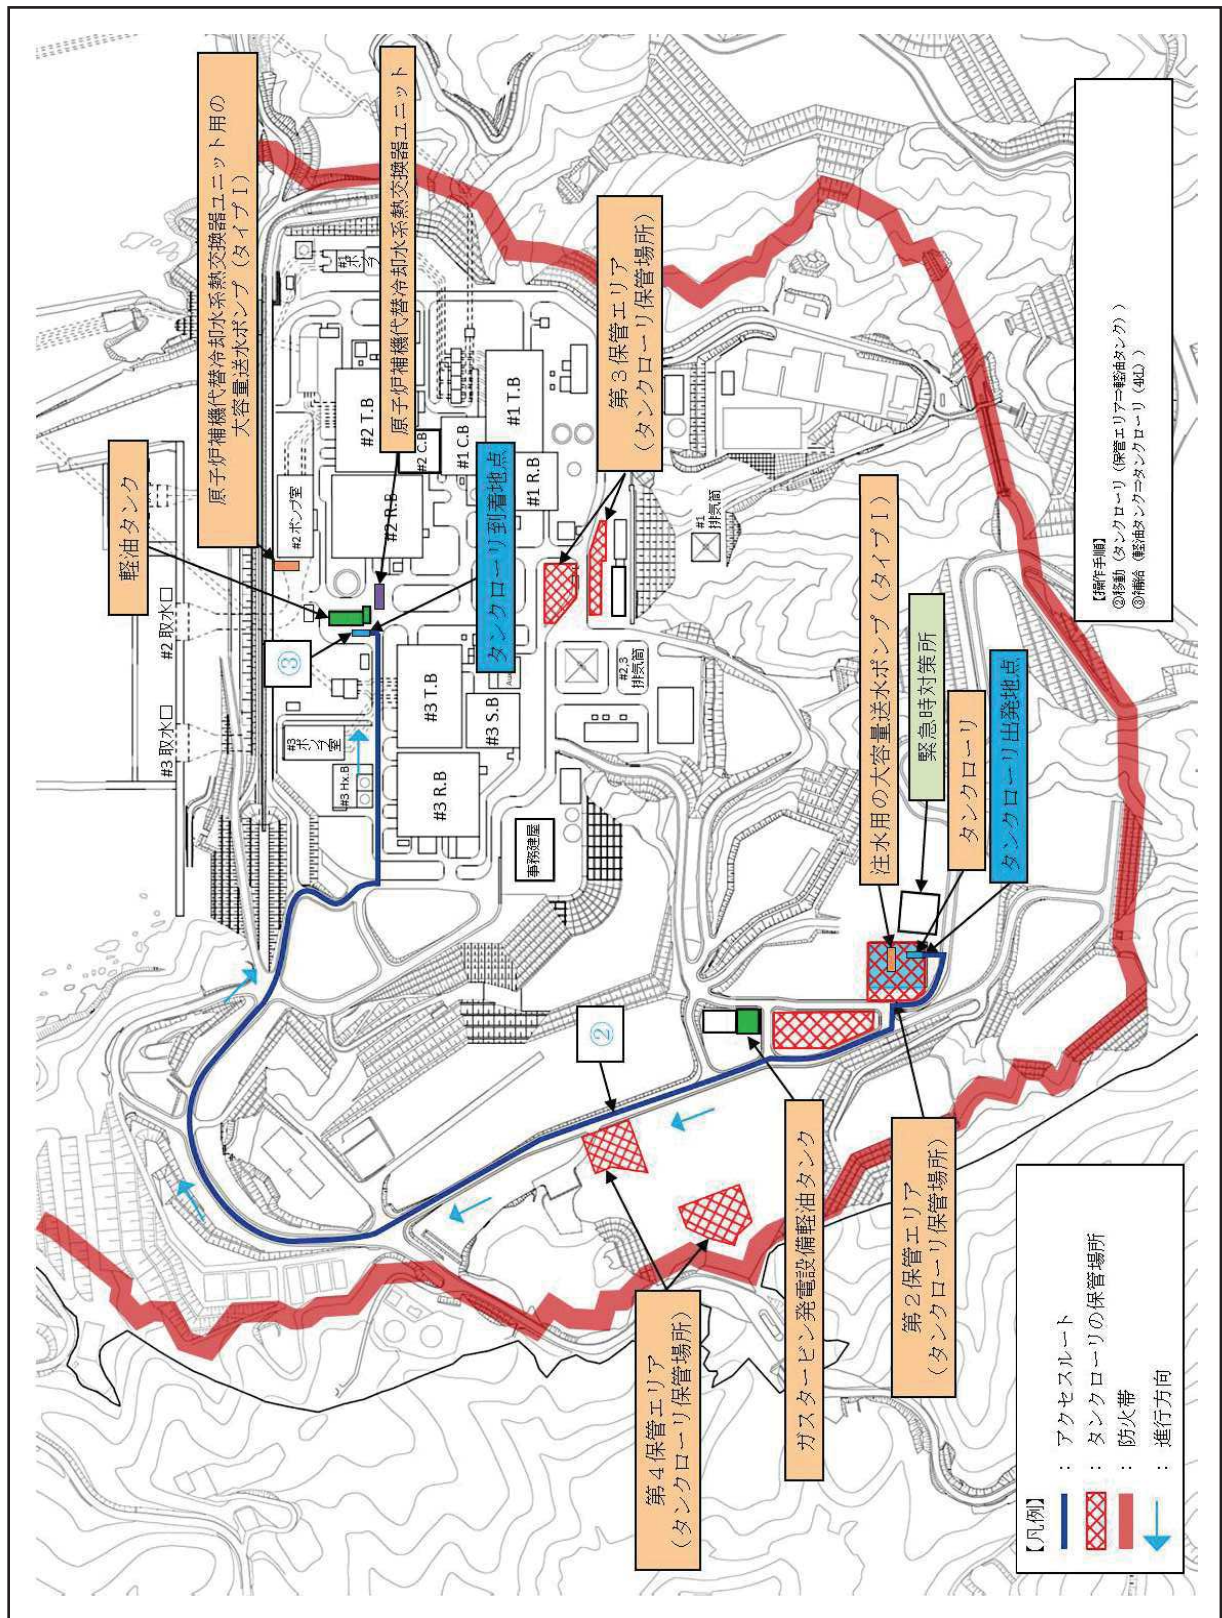 原子炉補機代替冷却水系熱交換器ユニット用の
大容量送水ポンプ（タイプⅠ）
原子炉補機代替冷却水系熱交換器ユニット
軽油タンク
#3 取水口
#2 取水口
③
タンクローリ到着地点
第３保管エリア
（タンクローリ保管場所）
#1
ポンプ室
#2 ポンプ室
#3
ポンプ室
#3 Hx.B
#2 T.B
#2 C.B
#2 R.B
#1 T.B
#1 C.B
#1 R.B
#3 T.B
#3 S.B
#3 R.B
#1
排気筒
#2,3
排気筒
事務建屋
②
注水用の大容量送水ポンプ（タイプⅠ）
緊急時対策所
タンクローリ
タンクローリ出発地点
第４保管エリア
（タンクローリ保管場所）
ガスタービン発電設備軽油タンク
第２保管エリア
（タンクローリ保管場所）
【操作手順】
②移動（タンクローリ（保管エリア⇒軽油タンク））
③補給（軽油タンク⇒タンクローリ（4kL））
【凡例】
：アクセスルート
：タンクローリの保管場所
：防火帯
：進行方向